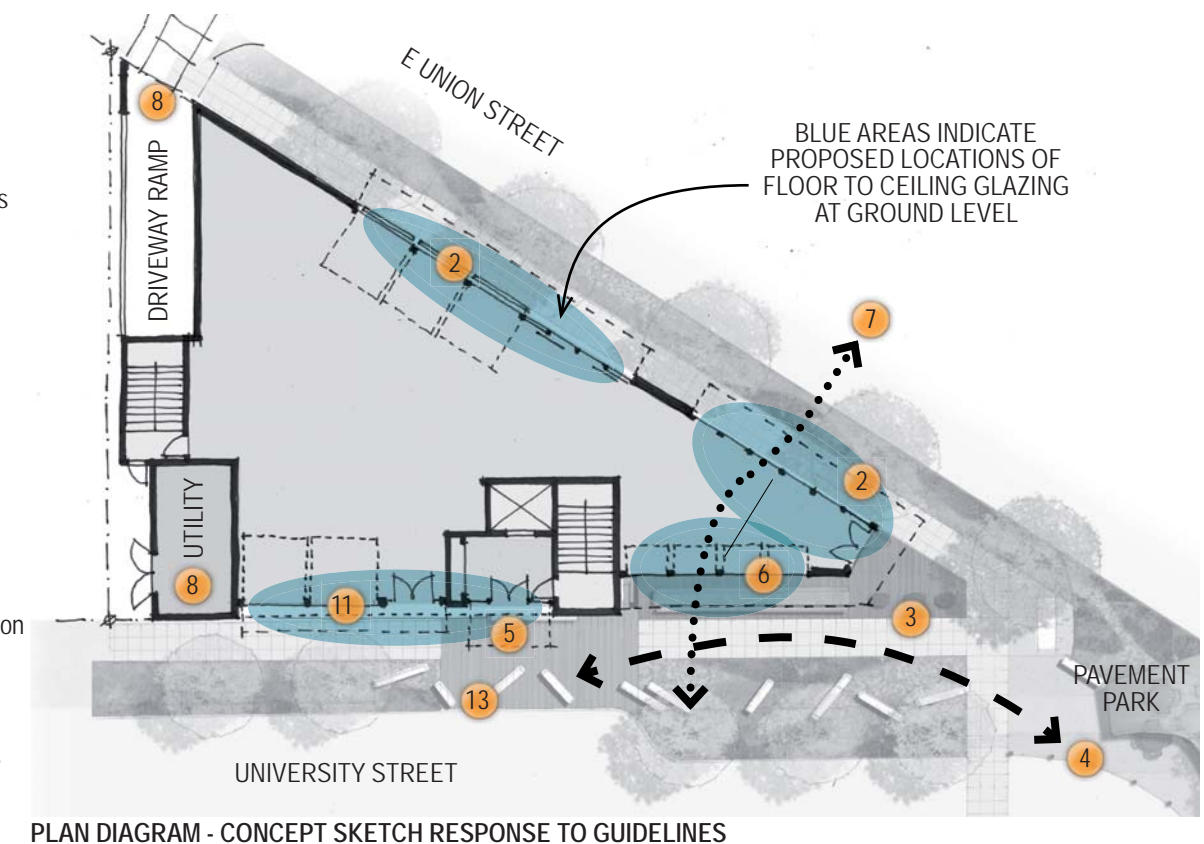 E UNION STREET
BLUE AREAS INDICATE
PROPOSED LOCATIONS OF
FLOOR TO CEILING GLAZING
AT GROUND LEVEL
8
DRIVEWAY RAMP
s
2
7
2
UTILITY
8
6
11
3
on
5
PAVEMENT
PARK
13
4
UNIVERSITY STREET
PLAN DIAGRAM - CONCEPT SKETCH RESPONSE TO GUIDELINES